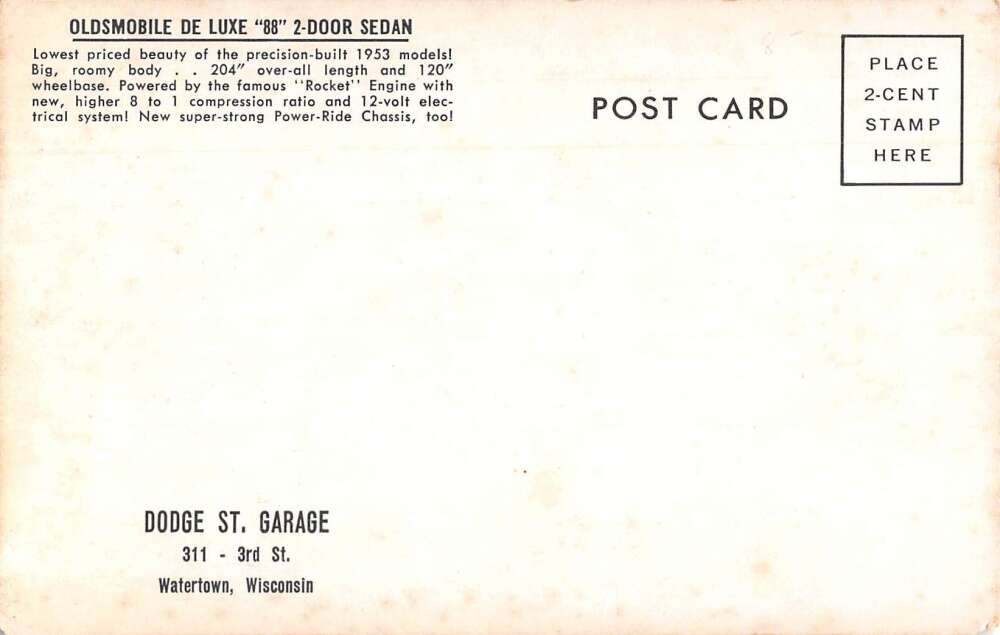 OLDSMOBILE DE LUXE “88” 2-DOOR SEDAN
Lowest priced beauty of the precision-built 1953 models!
Big, roomy body . . 204″ over-all length and 120″
wheelbase. Powered by the famous ''Rocket'' Engine with
new, higher 8 to 1 compression ratio and 12-volt elec-
trical system! New super-strong Power-Ride Chassis, too!
POST CARD
PLACE
2-CENT
STAMP
HERE
DODGE ST. GARAGE
311 - 3rd St.
Watertown, Wisconsin